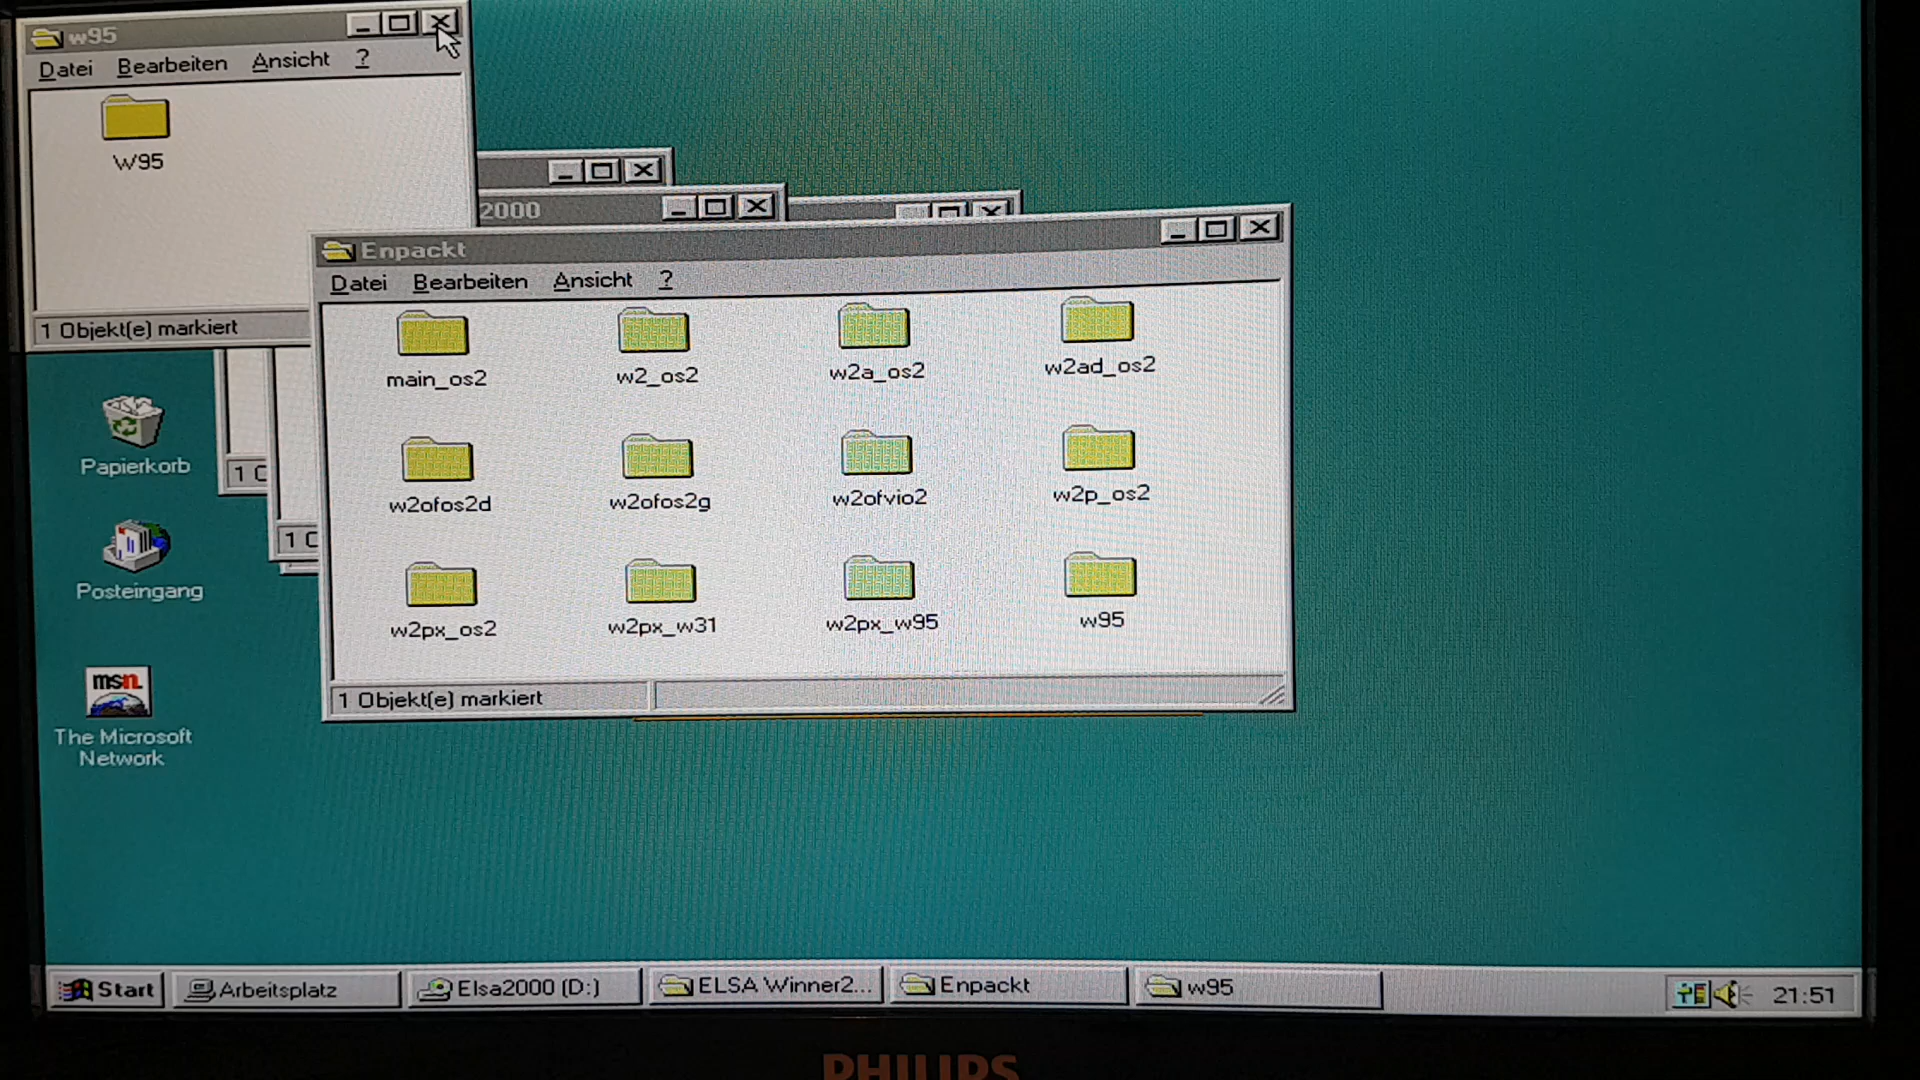 w95
Datei Bearbeiten Ansicht ?
W95
1 Objekt(e) markiert
2000
Enpackt
Datei Bearbeiten Ansicht ?
main_os2 w2_os2 w2a_os2 w2ad_os2
w2ofos2d w2ofos2g w2ofvio2 w2p_os2
w2px_os2 w2px_w31 w2px_w95 w95
1 Objekt(e) markiert
1 O
1 O
Papierkorb
Posteingang
msn.
The Microsoft
Network
Start Arbeitsplatz Elsa2000 (D:) ELSA Winner2... Enpackt w95 21:51
PHILIPS